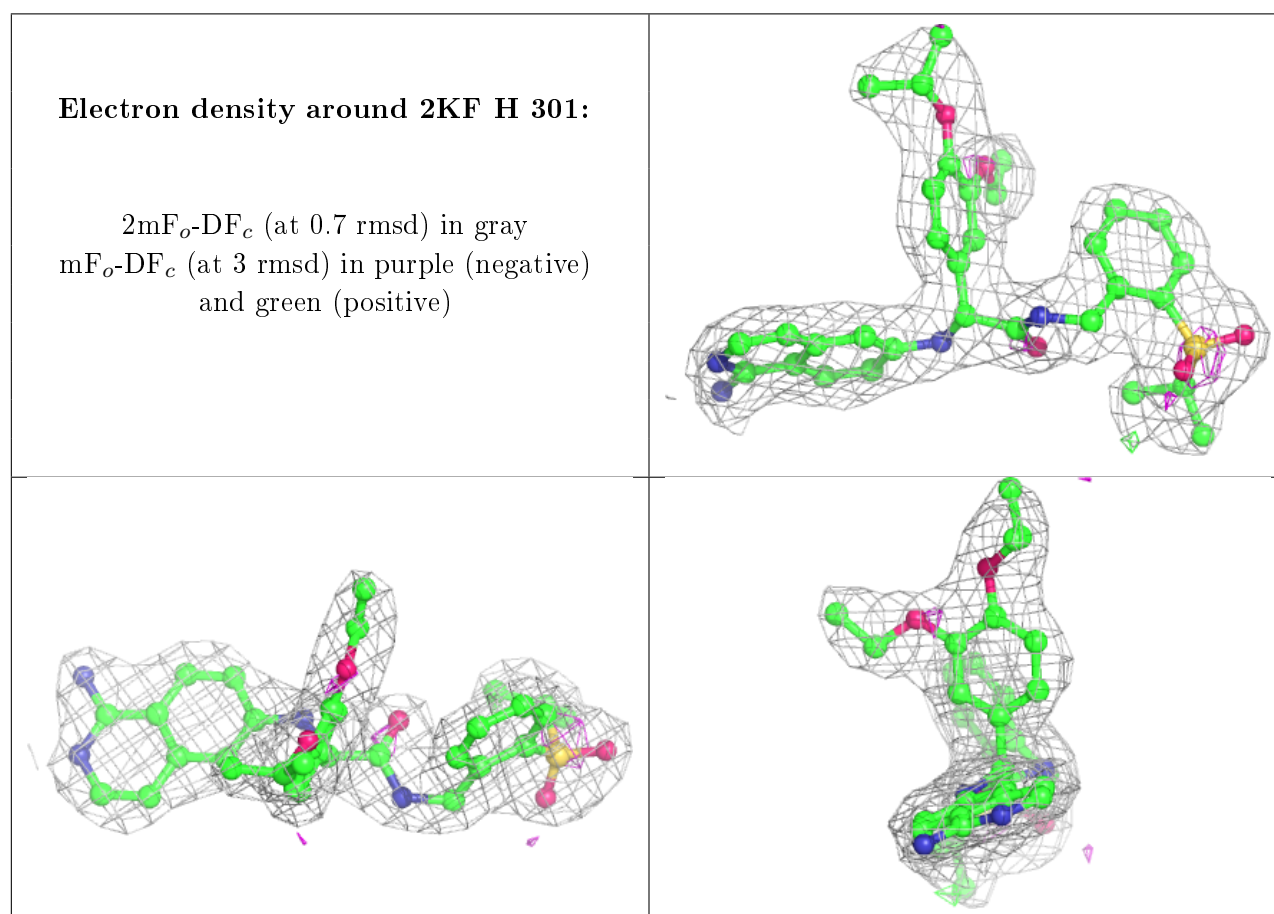 Electron density around 2KF H 301:
2mFo-DFc (at 0.7 rmsd) in gray
mFo-DFc (at 3 rmsd) in purple (negative)
and green (positive)